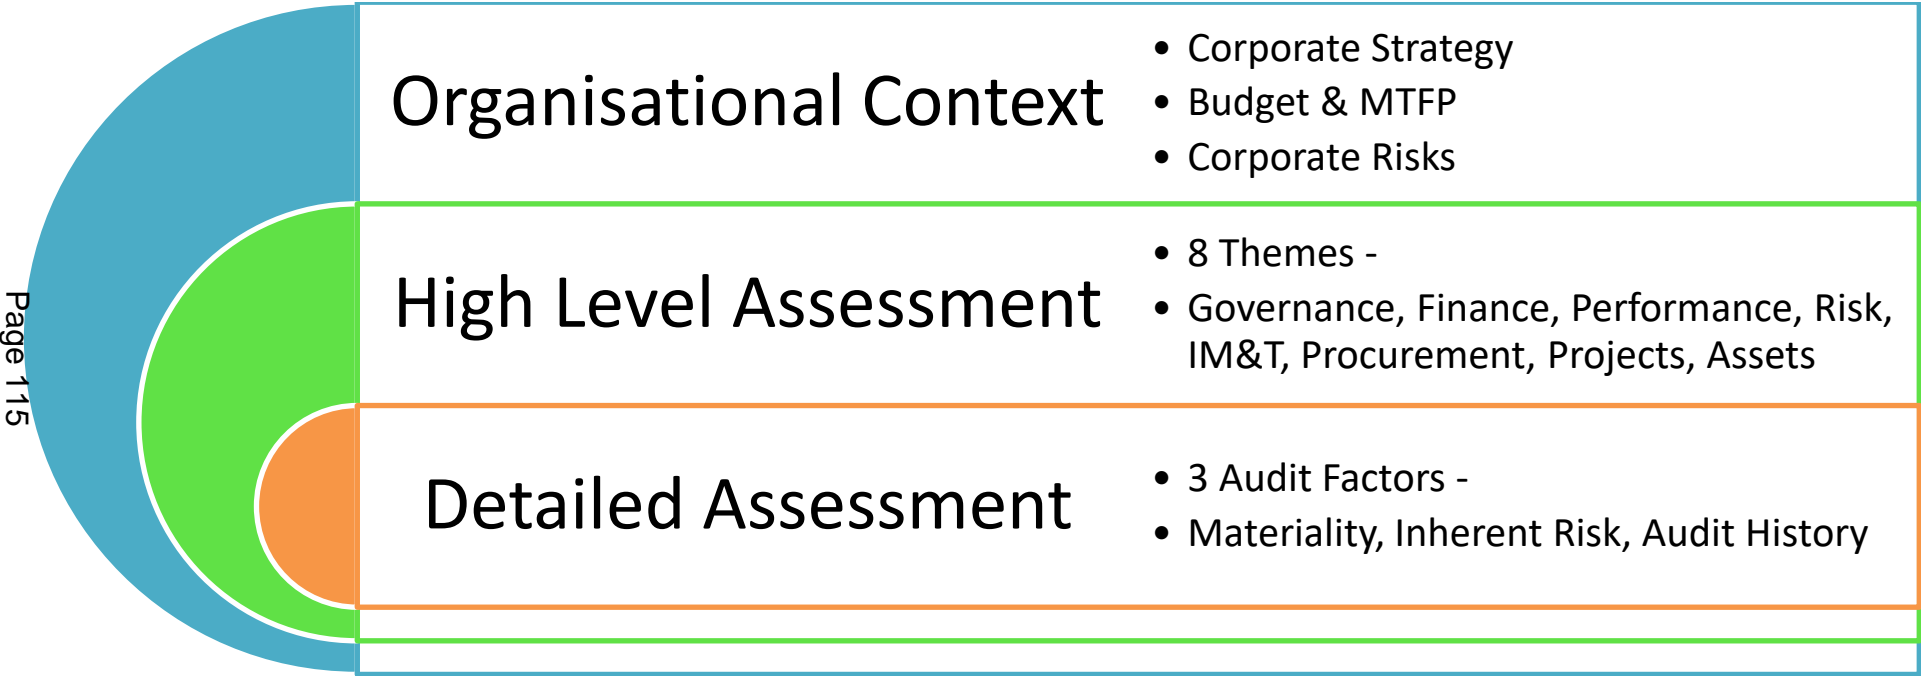 Organisational Context
• Corporate Strategy
• Budget & MTFP
• Corporate Risks
High Level Assessment
• 8 Themes -
• Governance, Finance, Performance, Risk,
IM&T, Procurement, Projects, Assets
Detailed Assessment
• 3 Audit Factors -
• Materiality, Inherent Risk, Audit History
Page 115